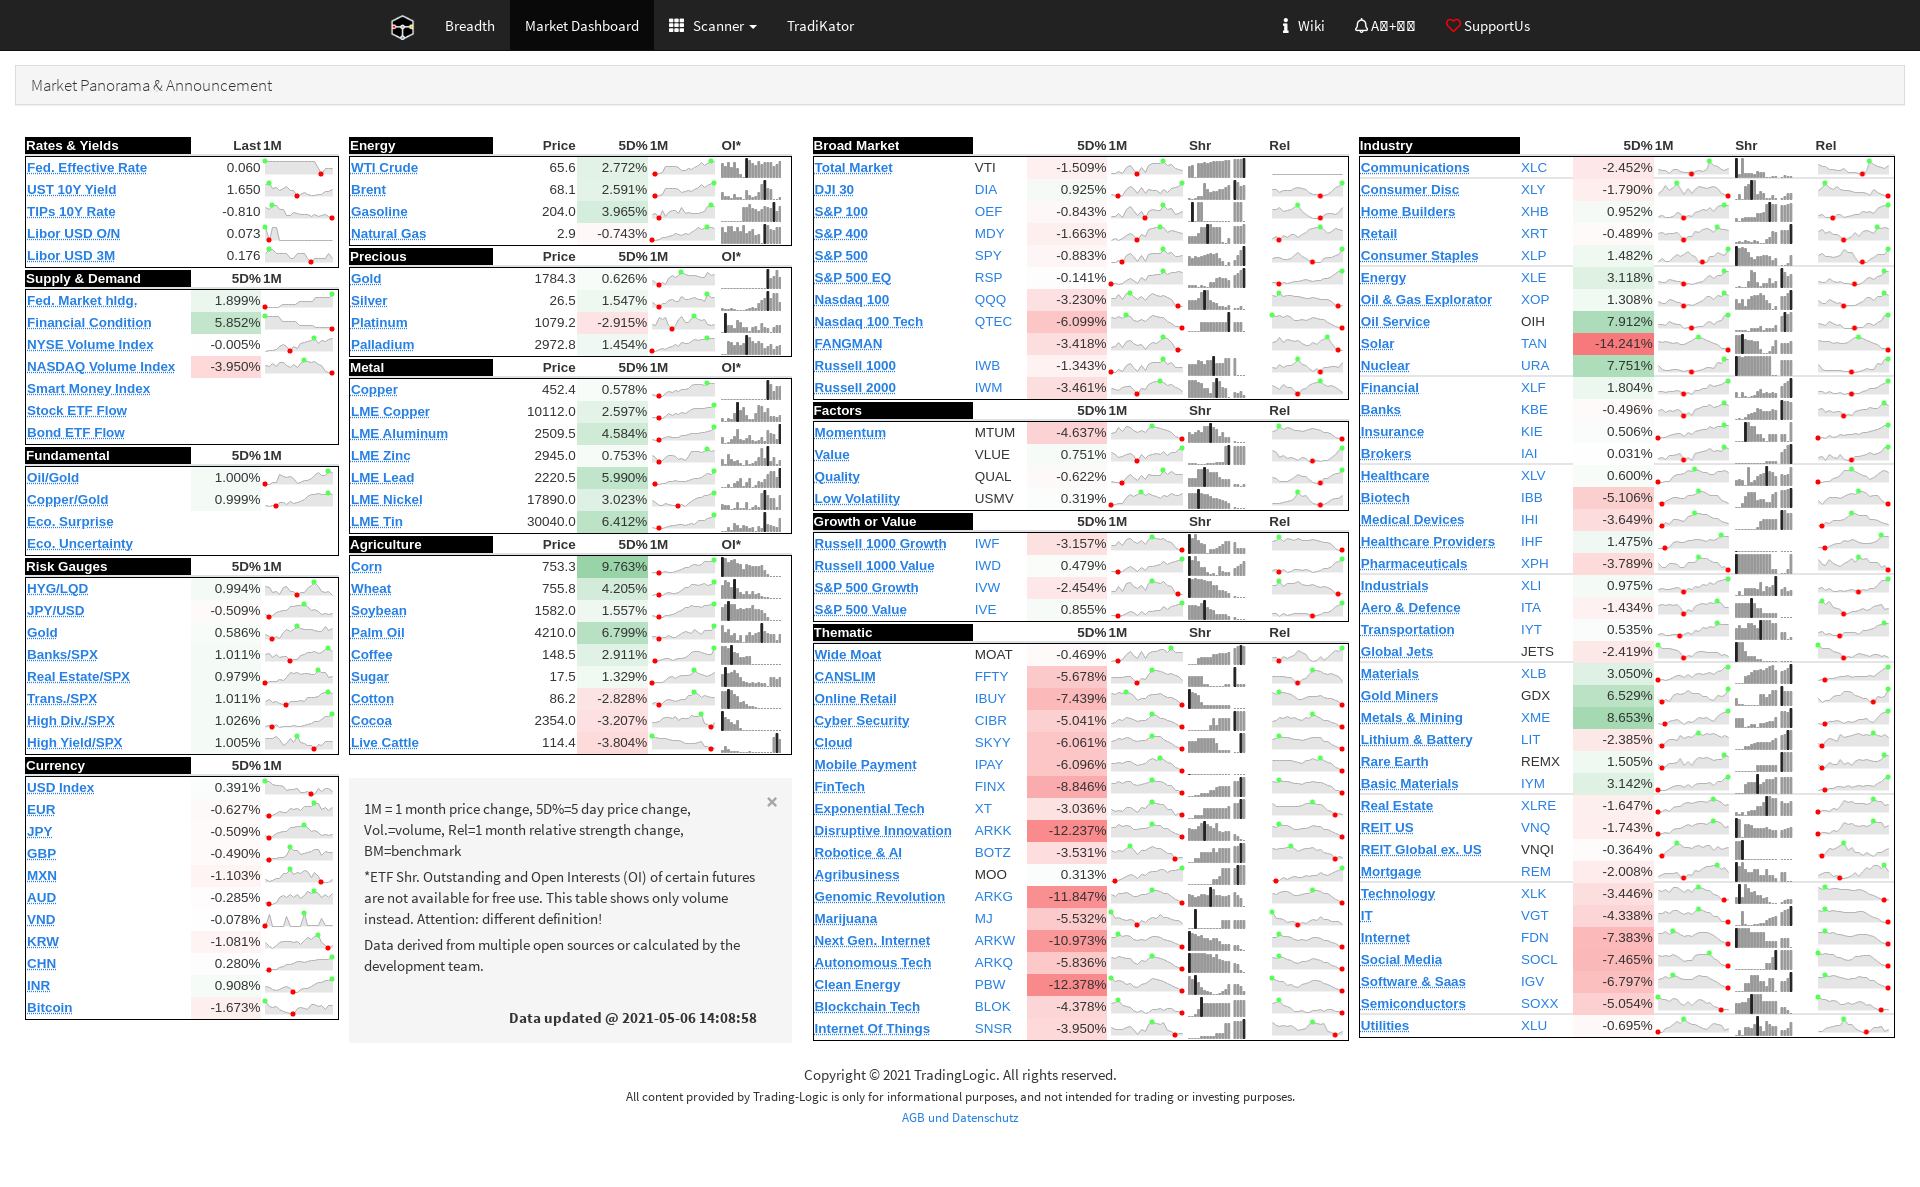 Breadth Market Dashboard Scanner TradiKator Wiki SupportUs
Market Panorama & Announcement
Rates & Yields Last 1M
Fed. Effective Rate 0.060
UST 10Y Yield 1.650
TIPs 10Y Rate -0.810
Libor USD O/N 0.073
Libor USD 3M 0.176
Supply & Demand 5D% 1M
Fed. Market hldg. 1.899%
Financial Condition 5.852%
NYSE Volume Index -0.005%
NASDAQ Volume Index -3.950%
Smart Money Index
Stock ETF Flow
Bond ETF Flow
Fundamental 5D% 1M
Oil/Gold 1.000%
Copper/Gold 0.999%
Eco. Surprise
Eco. Uncertainty
Risk Gauges 5D% 1M
HYG/LQD 0.994%
JPY/USD -0.509%
Gold 0.586%
Banks/SPX 1.011%
Real Estate/SPX 0.979%
Trans./SPX 1.011%
High Div./SPX 1.026%
High Yield/SPX 1.005%
Currency 5D% 1M
USD Index 0.391%
EUR -0.627%
JPY -0.509%
GBP -0.490%
MXN -1.103%
AUD -0.285%
VND -0.078%
KRW -1.081%
CHN 0.280%
INR 0.908%
Bitcoin -1.673%
Energy Price 5D% 1M OI*
WTI Crude 65.6 2.772%
Brent 68.1 2.591%
Gasoline 204.0 3.965%
Natural Gas 2.9 -0.743%
Precious Price 5D% 1M OI*
Gold 1784.3 0.626%
Silver 26.5 1.547%
Platinum 1079.2 -2.915%
Palladium 2972.8 1.454%
Metal Price 5D% 1M OI*
Copper 452.4 0.578%
LME Copper 10112.0 2.597%
LME Aluminum 2509.5 4.584%
LME Zinc 2945.0 0.753%
LME Lead 2220.5 5.990%
LME Nickel 17890.0 3.023%
LME Tin 30040.0 6.412%
Agriculture Price 5D% 1M OI*
Corn 753.3 9.763%
Wheat 755.8 4.205%
Soybean 1582.0 1.557%
Palm Oil 4210.0 6.799%
Coffee 148.5 2.911%
Sugar 17.5 1.329%
Cotton 86.2 -2.828%
Cocoa 2354.0 -3.207%
Live Cattle 114.4 -3.804%
×
1M = 1 month price change, 5D%=5 day price change,
Vol.=volume, Rel=1 month relative strength change,
BM=benchmark
*ETF Shr. Outstanding and Open Interests (OI) of certain futures
are not available for free use. This table shows only volume
instead. Attention: different definition!
Data derived from multiple open sources or calculated by the
development team.
Data updated @ 2021-05-06 14:08:58
Broad Market 5D% 1M Shr Rel
Total Market VTI -1.509%
DJI 30 DIA 0.925%
S&P 100 OEF -0.843%
S&P 400 MDY -1.663%
S&P 500 SPY -0.883%
S&P 500 EQ RSP -0.141%
Nasdaq 100 QQQ -3.230%
Nasdaq 100 Tech QTEC -6.099%
FANGMAN -3.418%
Russell 1000 IWB -1.343%
Russell 2000 IWM -3.461%
Factors 5D% 1M Shr Rel
Momentum MTUM -4.637%
Value VLUE 0.751%
Quality QUAL -0.622%
Low Volatility USMV 0.319%
Growth or Value 5D% 1M Shr Rel
Russell 1000 Growth IWF -3.157%
Russell 1000 Value IWD 0.479%
S&P 500 Growth IVW -2.454%
S&P 500 Value IVE 0.855%
Thematic 5D% 1M Shr Rel
Wide Moat MOAT -0.469%
CANSLIM FFTY -5.678%
Online Retail IBUY -7.439%
Cyber Security CIBR -5.041%
Cloud SKYY -6.061%
Mobile Payment IPAY -6.096%
FinTech FINX -8.846%
Exponential Tech XT -3.036%
Disruptive Innovation ARKK -12.237%
Robotice & AI BOTZ -3.531%
Agribusiness MOO 0.313%
Genomic Revolution ARKG -11.847%
Marijuana MJ -5.532%
Next Gen. Internet ARKW -10.973%
Autonomous Tech ARKQ -5.836%
Clean Energy PBW -12.378%
Blockchain Tech BLOK -4.378%
Internet Of Things SNSR -3.950%
Industry 5D% 1M Shr Rel
Communications XLC -2.452%
Consumer Disc XLY -1.790%
Home Builders XHB 0.952%
Retail XRT -0.489%
Consumer Staples XLP 1.482%
Energy XLE 3.118%
Oil & Gas Explorator XOP 1.308%
Oil Service OIH 7.912%
Solar TAN -14.241%
Nuclear URA 7.751%
Financial XLF 1.804%
Banks KBE -0.496%
Insurance KIE 0.506%
Brokers IAI 0.031%
Healthcare XLV 0.600%
Biotech IBB -5.106%
Medical Devices IHI -3.649%
Healthcare Providers IHF 1.475%
Pharmaceuticals XPH -3.789%
Industrials XLI 0.975%
Aero & Defence ITA -1.434%
Transportation IYT 0.535%
Global Jets JETS -2.419%
Materials XLB 3.050%
Gold Miners GDX 6.529%
Metals & Mining XME 8.653%
Lithium & Battery LIT -2.385%
Rare Earth REMX 1.505%
Basic Materials IYM 3.142%
Real Estate XLRE -1.647%
REIT US VNQ -1.743%
REIT Global ex. US VNQI -0.364%
Mortgage REM -2.008%
Technology XLK -3.446%
IT VGT -4.338%
Internet FDN -7.383%
Social Media SOCL -7.465%
Software & Saas IGV -6.797%
Semiconductors SOXX -5.054%
Utilities XLU -0.695%
Copyright © 2021 TradingLogic. All rights reserved.
All content provided by Trading-Logic is only for informational purposes, and not intended for trading or investing purposes.
AGB und Datenschutz